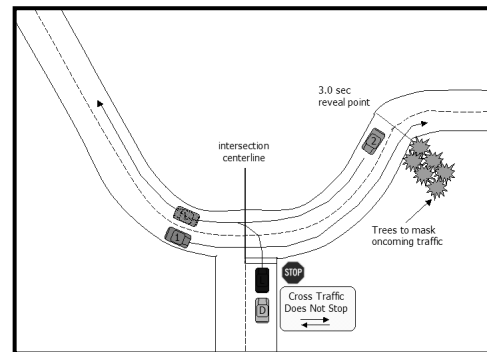 3.0 sec
reveal point
2
intersection
centerline
1
Trees to mask
oncoming traffic
STOP
D
Cross Traffic
Does Not Stop